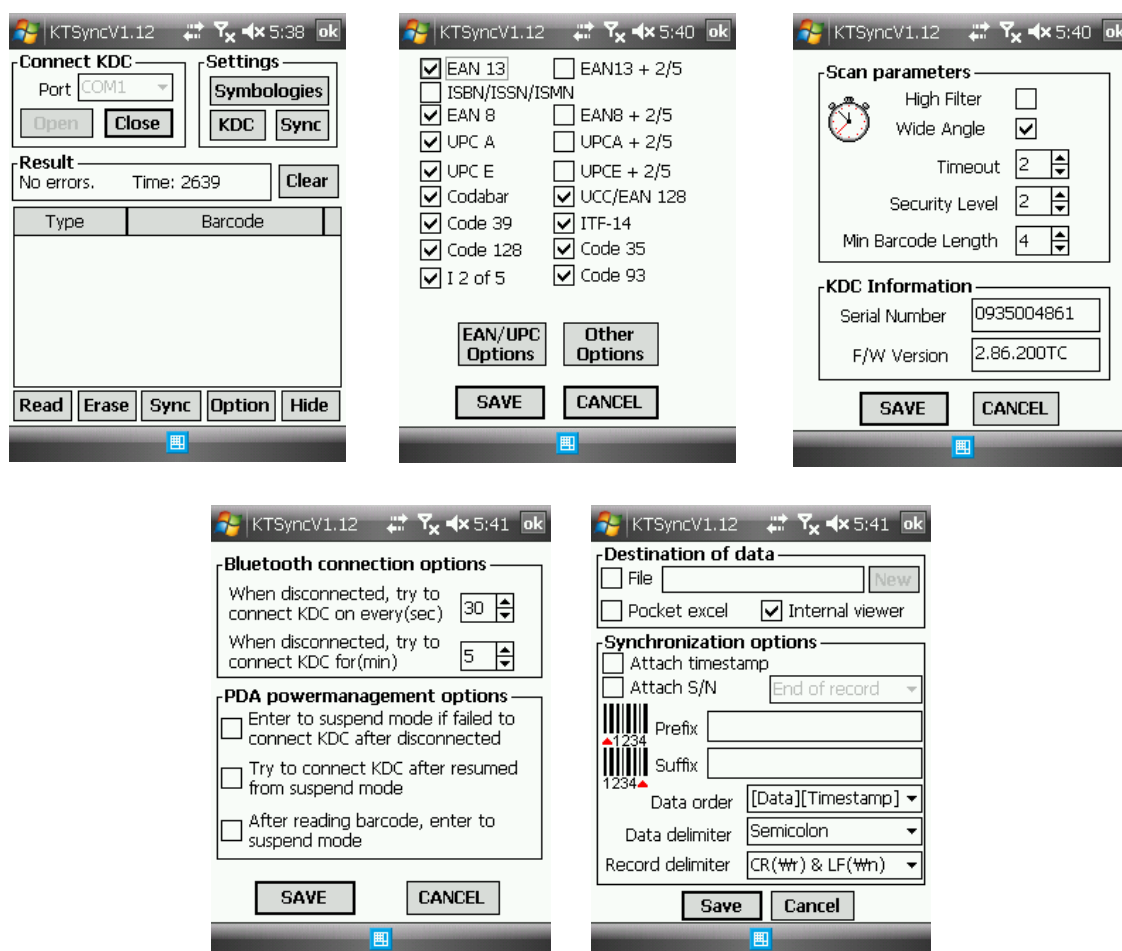 KTSyncV1.12 5:38 ok
Connect KDC
Port COM1
Open Close
Settings
Symbologies
KDC Sync
Result
No errors. Time: 2639 Clear
Type Barcode
Read Erase Sync Option Hide
KTSyncV1.12 5:40 ok
EAN 13 EAN13 + 2/5
ISBN/ISSN/ISMN
EAN 8 EAN8 + 2/5
UPC A UPCA + 2/5
UPC E UPCE + 2/5
Codabar UCC/EAN 128
Code 39 ITF-14
Code 128 Code 35
I 2 of 5 Code 93
EAN/UPC
Options
Other
Options
SAVE CANCEL
KTSyncV1.12 5:40 ok
Scan parameters
High Filter
Wide Angle
Timeout 2
Security Level 2
Min Barcode Length 4
KDC Information
Serial Number 0935004861
F/W Version 2.86.200TC
SAVE CANCEL
KTSyncV1.12 5:41 ok
Bluetooth connection options
When disconnected, try to
connect KDC on every(sec) 30
When disconnected, try to
connect KDC for(min) 5
PDA powermanagement options
Enter to suspend mode if failed to
connect KDC after disconnected
Try to connect KDC after resumed
from suspend mode
After reading barcode, enter to
suspend mode
SAVE CANCEL
KTSyncV1.12 5:41 ok
Destination of data
File New
Pocket excel Internal viewer
Synchronization options
Attach timestamp
Attach S/N End of record
1234 Prefix
1234 Suffix
Data order [Data][Timestamp]
Data delimiter Semicolon
Record delimiter CR(₩r) & LF(₩n)
Save Cancel